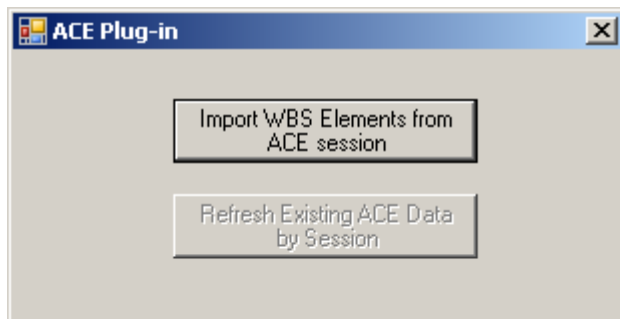 ACE Plug-in
Import WBS Elements from
ACE session
Refresh Existing ACE Data
by Session